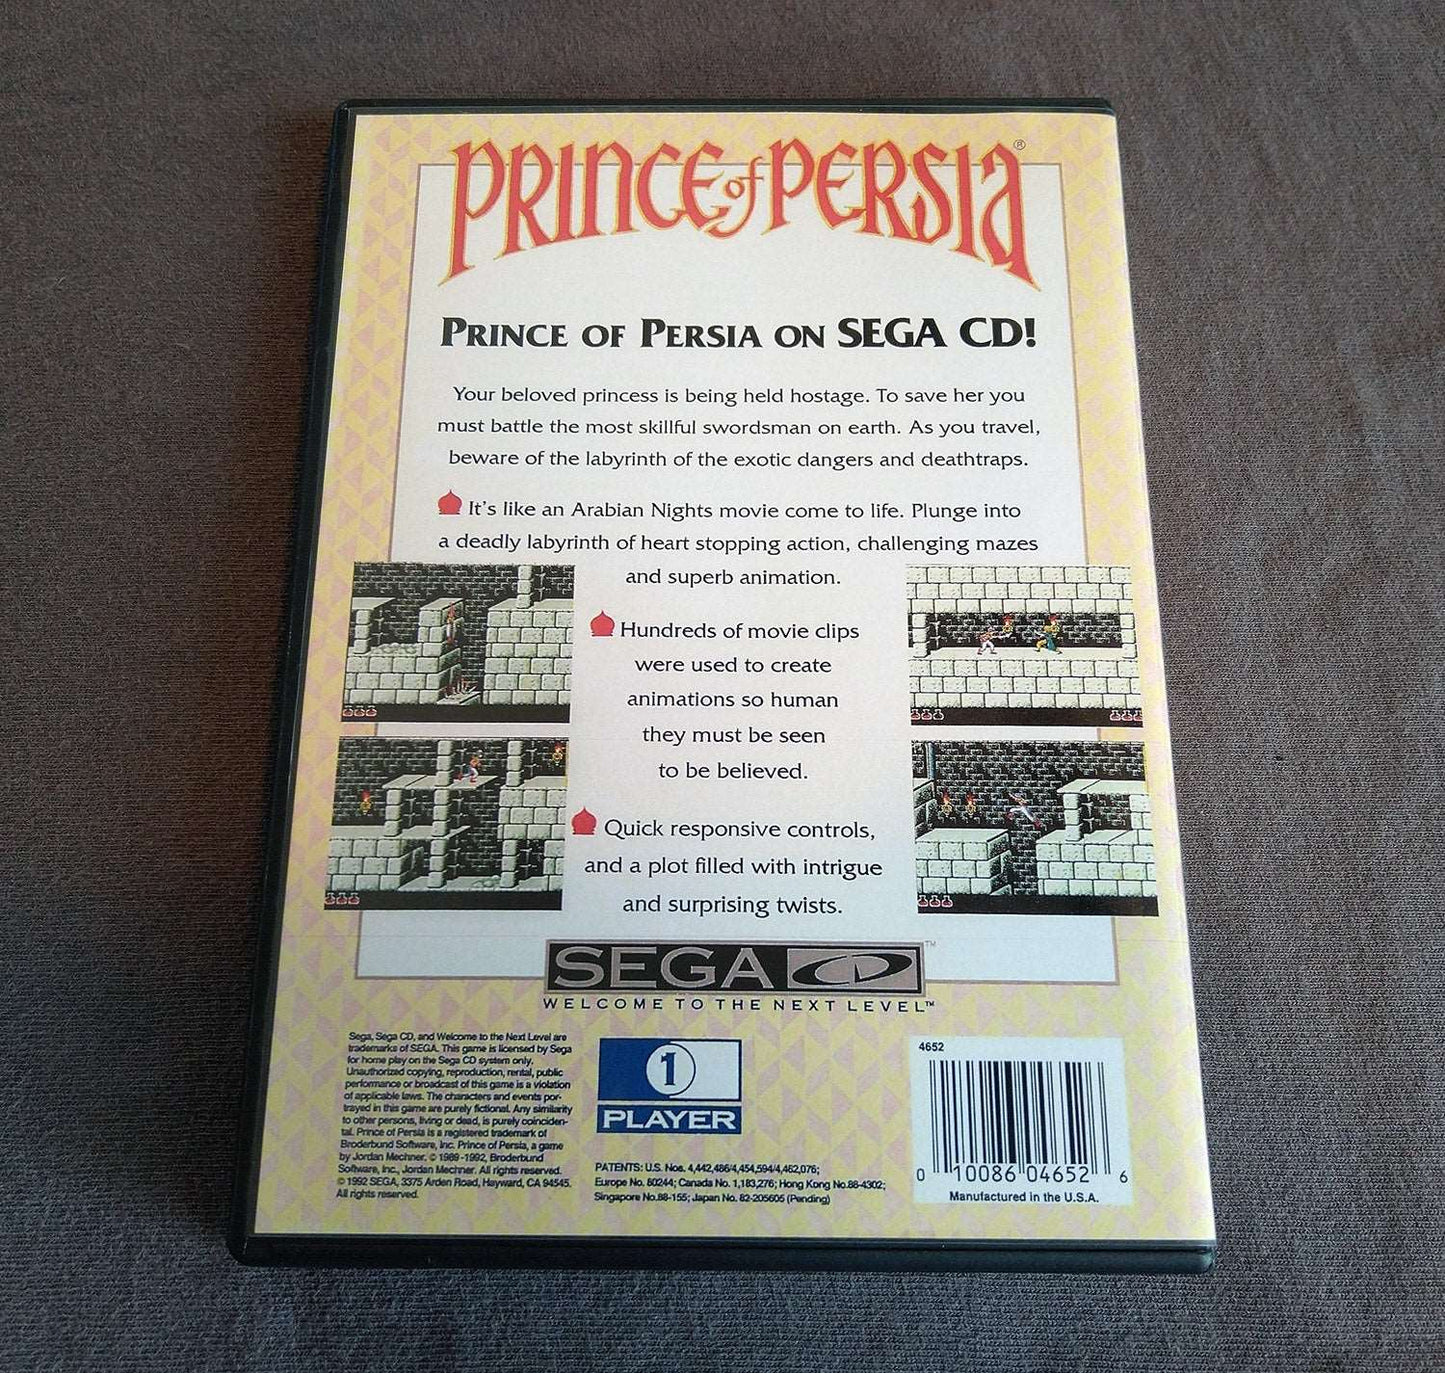 PRINCE of PERSIA®
PRINCE OF PERSIA ON SEGA CD!
Your beloved princess is being held hostage. To save her you
must battle the most skillful swordsman on earth. As you travel,
beware of the labyrinth of the exotic dangers and deathtraps.
It's like an Arabian Nights movie come to life. Plunge into
a deadly labyrinth of heart stopping action, challenging mazes
and superb animation.
Hundreds of movie clips
were used to create
animations so human
they must be seen
to be believed.
Quick responsive controls,
and a plot filled with intrigue
and surprising twists.
SEGA CD™
WELCOME TO THE NEXT LEVEL™
Sega, Sega CD, and Welcome to the Next Level are
trademarks of SEGA. This game is licensed by Sega
for home play on the Sega CD system only.
Unauthorized copying, reproduction, rental, public
performance or broadcast of this game is a violation
of applicable laws. The characters and events por-
trayed in this game are purely fictional. Any similarity
to other persons, living or dead, is purely coinciden-
tal. Prince of Persia is a registered trademark of
Broderbund Software, Inc. Prince of Persia, a game
by Jordan Mechner. © 1989-1992, Broderbund
Software, Inc., Jordan Mechner. All rights reserved.
© 1992 SEGA, 3375 Arden Road, Hayward, CA 94545.
All rights reserved.
1
PLAYER
PATENTS: U.S. Nos. 4,442,486/4,454,594/4,462,076;
Europe No. 80244; Canada No. 1,183,276; Hong Kong No.88-4302;
Singapore No.88-155; Japan No. 82-205605 (Pending)
4652
0 10086 04652 6
Manufactured in the U.S.A.